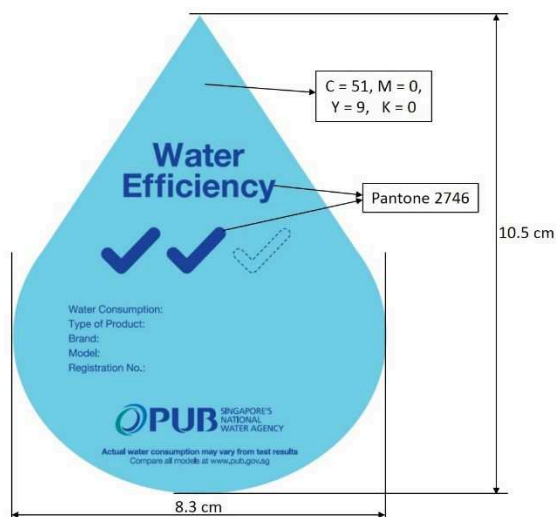 C = 51, M = 0,
Y = 9, K = 0
Water
Efficiency
Pantone 2746
10.5 cm
Water Consumption:
Type of Product:
Brand:
Model:
Registration No.:
PUB SINGAPORE'S
NATIONAL
WATER AGENCY
Actual water consumption may vary from test results
Compare all models at www.pub.gov.sg
8.3 cm